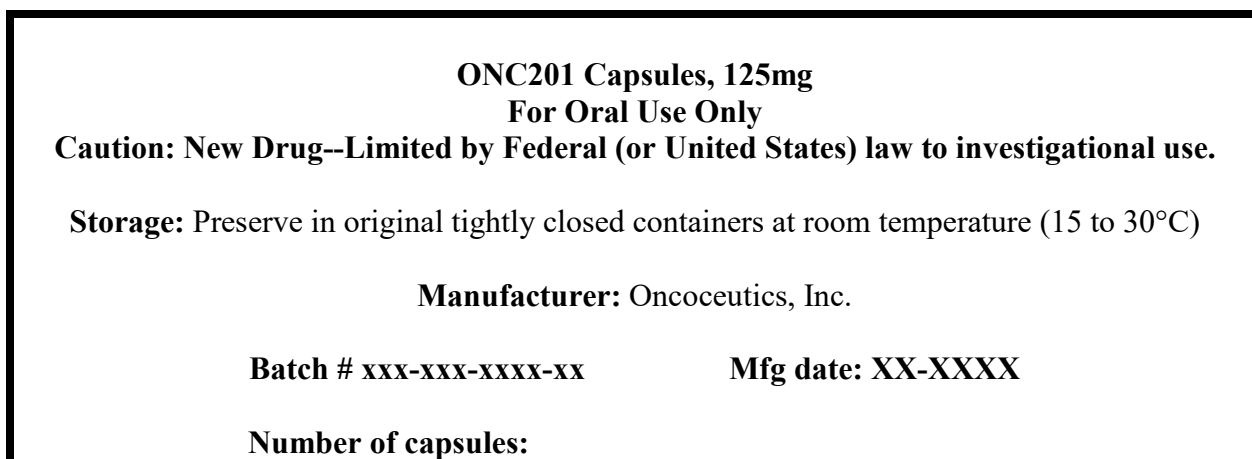 ONC201 Capsules, 125mg
For Oral Use Only
Caution: New Drug--Limited by Federal (or United States) law to investigational use.
Storage: Preserve in original tightly closed containers at room temperature (15 to 30°C)
Manufacturer: Oncoceutics, Inc.
Batch # xxx-xxx-xxxx-xx Mfg date: XX-XXXX
Number of capsules: